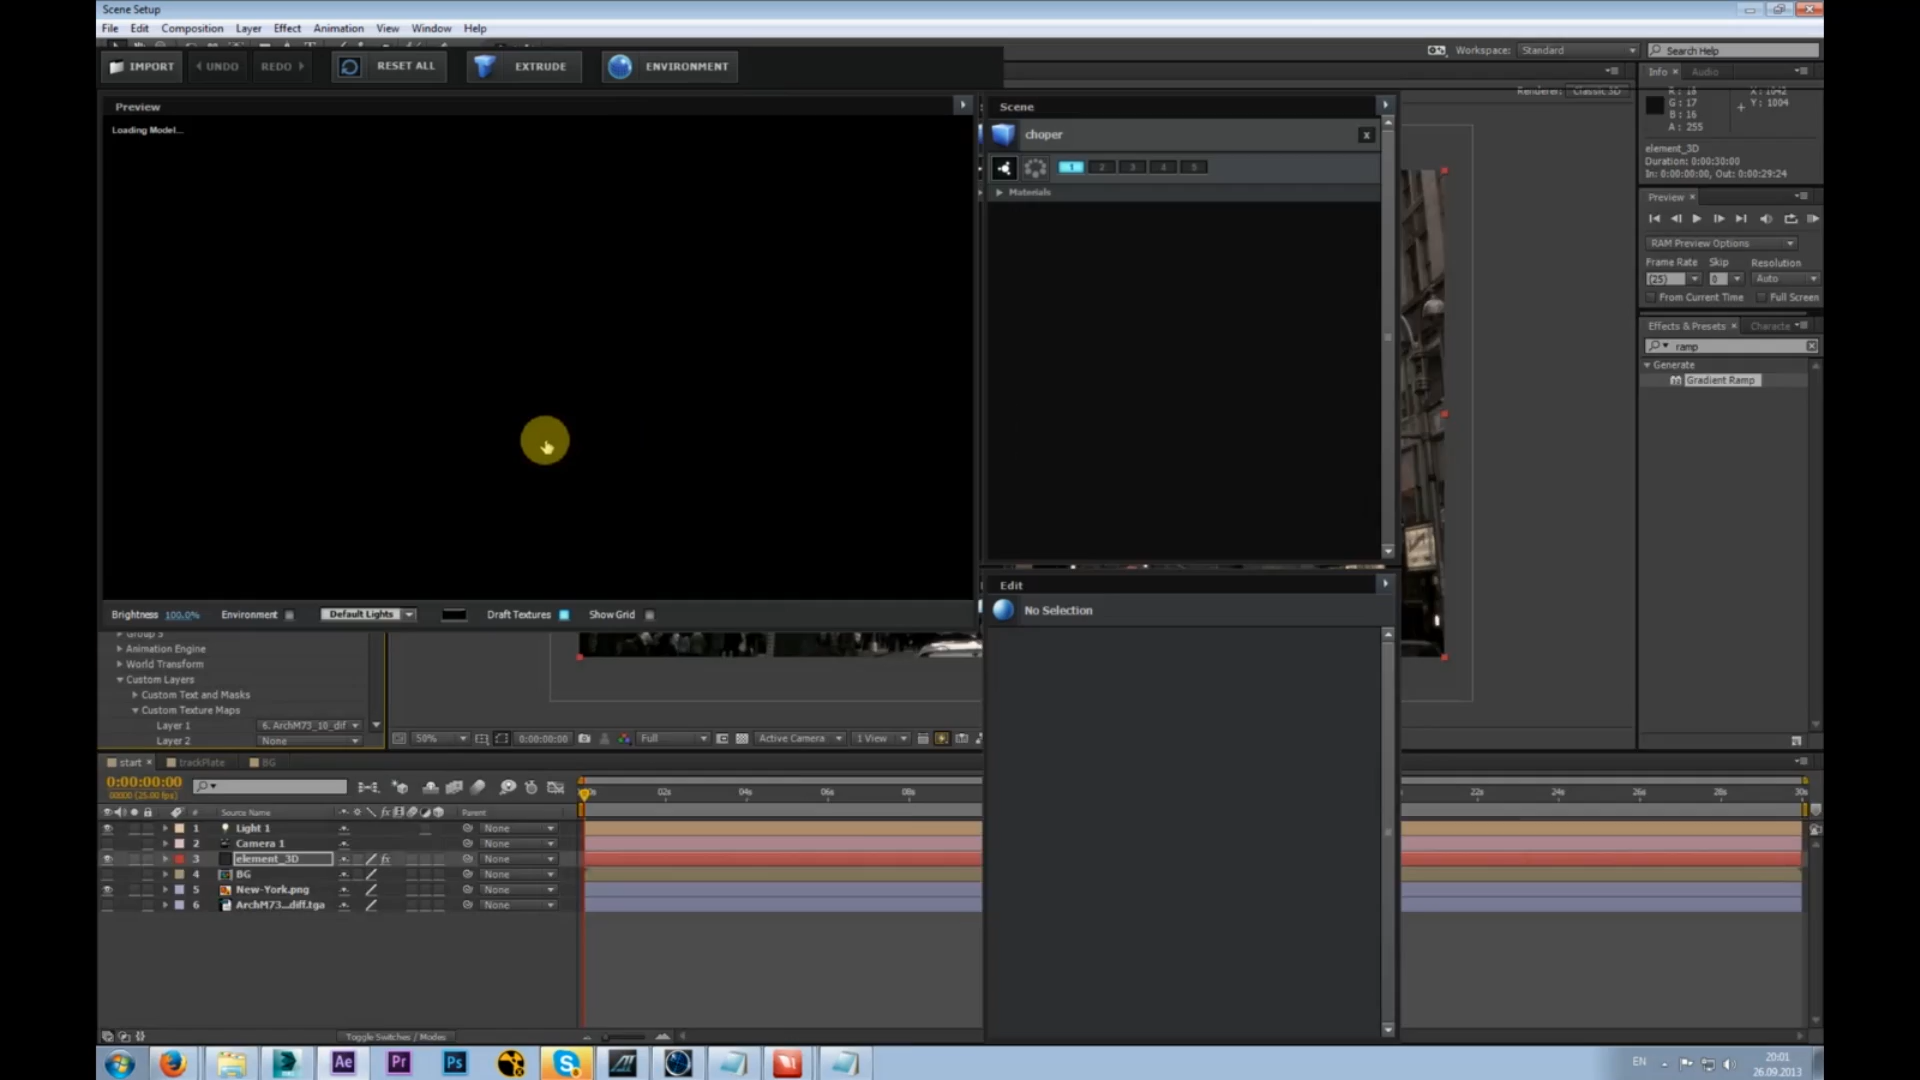 Scene Setup
File Edit Composition Layer Effect Animation View Window Help
Workspace: Standard
Search Help
IMPORT UNDO REDO RESET ALL EXTRUDE ENVIRONMENT
Info Audio
Renderer: Classic 3D
G: 17
B: 16
A: 255
Y: 1004
Preview
Loading Model...
Scene
choper
1 2 3 4 5
Materials
element_3D
Duration: 0:00:30:00
In: 0:00:00:00, Out: 0:00:29:24
Preview
RAM Preview Options
Frame Rate Skip Resolution
(25) 0 Auto
From Current Time Full Screen
Effects & Presets Characte
ramp
Generate
Gradient Ramp
Edit
No Selection
Brightness 100.0% Environment Default Lights Draft Textures Show Grid
Group 5
Animation Engine
World Transform
Custom Layers
Custom Text and Masks
Custom Texture Maps
Layer 1 6. ArchM73_10_dif
Layer 2 None
50% 0:00:00:00 Full Active Camera 1 View
start trackPlate BG
0:00:00:00
00000 (25.00 fps)
02s 04s 06s 08s 22s 24s 26s 28s 30s
# Source Name Parent
1 Light 1 None
2 Camera 1 None
3 element_3D None
4 BG None
5 New-York.png None
6 ArchM73...diff.tga None
Toggle Switches / Modes
Ae Pr Ps
EN
20:01
26.09.2013